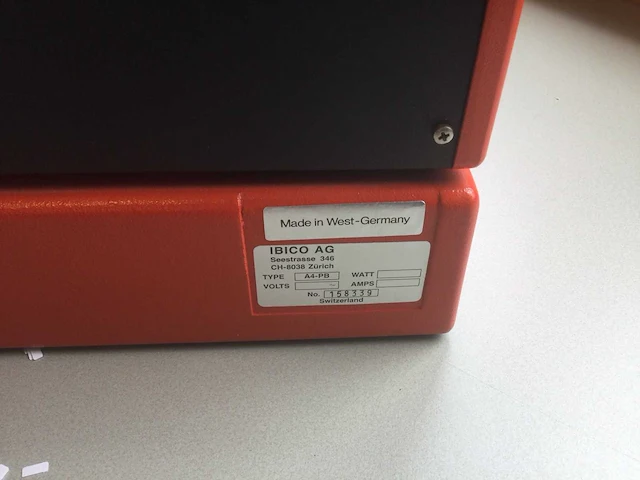 Made in West-Germany
IBICO AG
Seestrasse 346
CH-8038 Zürich
TYPE A4-PB WATT
VOLTS ~ AMPS
No. 158339
Switzerland